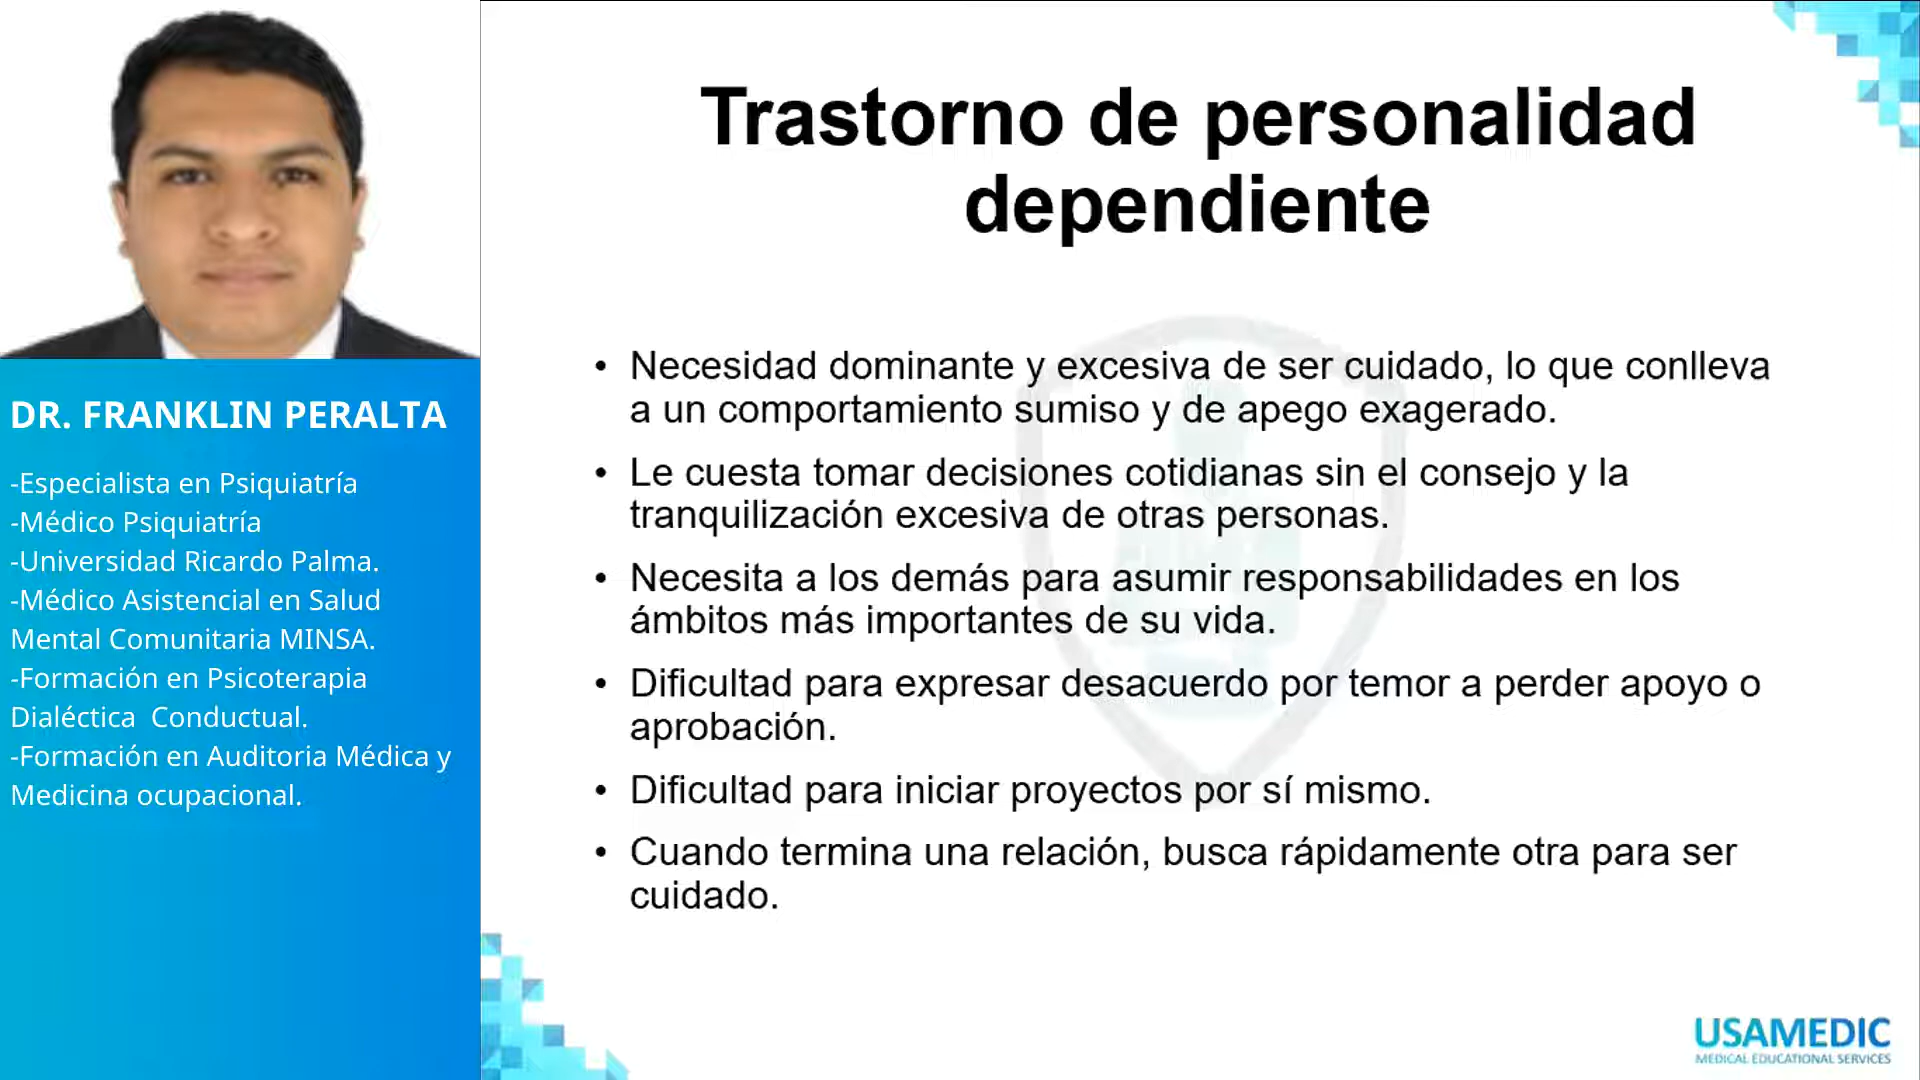 DR. FRANKLIN PERALTA
-Especialista en Psiquiatría
-Médico Psiquiatría
-Universidad Ricardo Palma.
-Médico Asistencial en Salud
Mental Comunitaria MINSA.
-Formación en Psicoterapia
Dialéctica  Conductual.
-Formación en Auditoria Médica y
Medicina ocupacional.
Trastorno de personalidad
dependiente
• Necesidad dominante y excesiva de ser cuidado, lo que conlleva
a un comportamiento sumiso y de apego exagerado.
• Le cuesta tomar decisiones cotidianas sin el consejo y la
tranquilización excesiva de otras personas.
• Necesita a los demás para asumir responsabilidades en los
ámbitos más importantes de su vida.
• Dificultad para expresar desacuerdo por temor a perder apoyo o
aprobación.
• Dificultad para iniciar proyectos por sí mismo.
• Cuando termina una relación, busca rápidamente otra para ser
cuidado.
USAMEDIC
MEDICAL EDUCATIONAL SERVICES